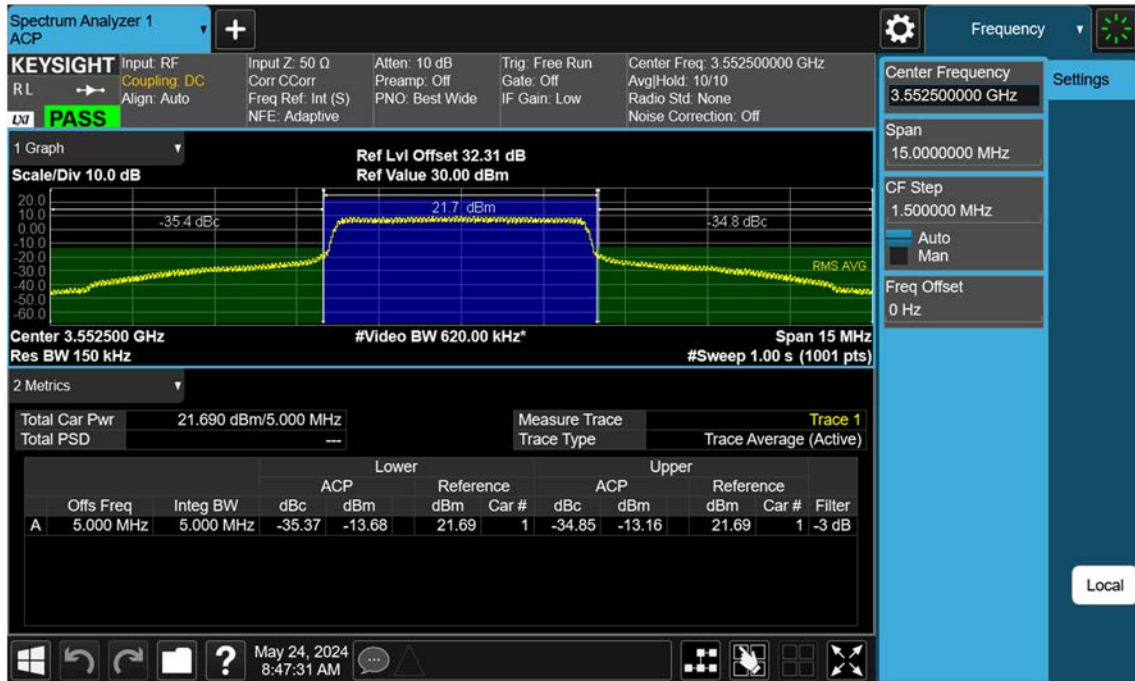 Spectrum Analyzer 1
ACP
+
Frequency
KEYSIGHT
R L
LXI
PASS
Input: RF
Coupling: DC
Align: Auto
Input Z: 50 Ω
Corr CCorr
Freq Ref: Int (S)
NFE: Adaptive
Atten: 10 dB
Preamp: Off
PNO: Best Wide
Trig: Free Run
Gate: Off
IF Gain: Low
Center Freq: 3.552500000 GHz
Avg|Hold: 10/10
Radio Std: None
Noise Correction: Off
Center Frequency
3.552500000 GHz
Settings
Span
15.0000000 MHz
CF Step
1.500000 MHz
Auto
Man
Freq Offset
0 Hz
Local
1 Graph
Scale/Div 10.0 dB
Ref Lvl Offset 32.31 dB
Ref Value 30.00 dBm
20.0
10.0
0.00
-10.0
-20.0
-30.0
-40.0
-50.0
-60.0
-35.4 dBc
21.7 dBm
-34.8 dBc
RMS AVG
Center 3.552500 GHz
#Video BW 620.00 kHz*
Span 15 MHz
Res BW 150 kHz
#Sweep 1.00 s (1001 pts)
2 Metrics
Total Car Pwr 21.690 dBm/5.000 MHz
Total PSD ---
Measure Trace Trace 1
Trace Type Trace Average (Active)
Lower Upper
ACP Reference ACP Reference
Offs Freq Integ BW dBc dBm dBm Car # dBc dBm dBm Car # Filter
A 5.000 MHz 5.000 MHz -35.37 -13.68 21.69 1 -34.85 -13.16 21.69 1 -3 dB
?
May 24, 2024
8:47:31 AM